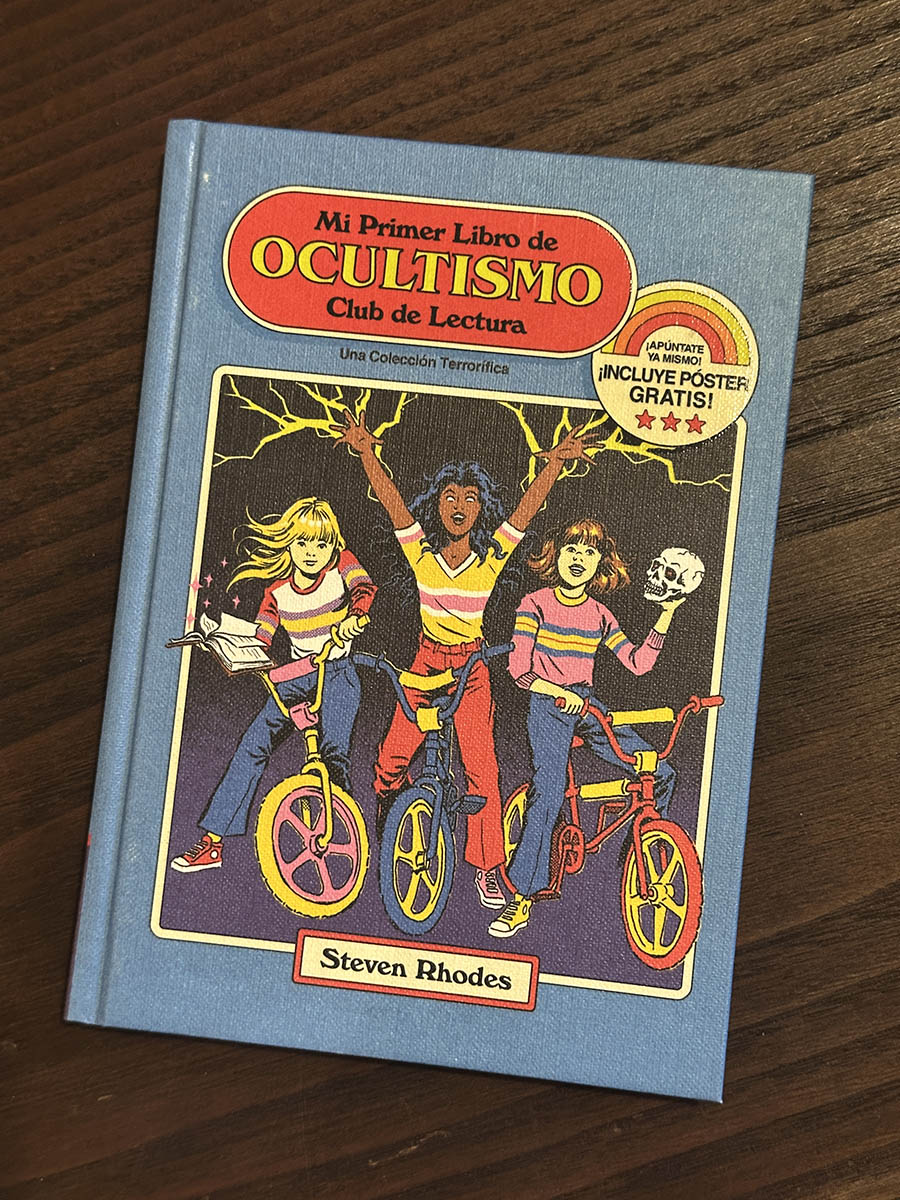 Mi Primer Libro de
OCULTISMO
Club de Lectura
Una Colección Terrorífica
¡APÚNTATE
YA MISMO!
¡INCLUYE PÓSTER
GRATIS!
Steven Rhodes